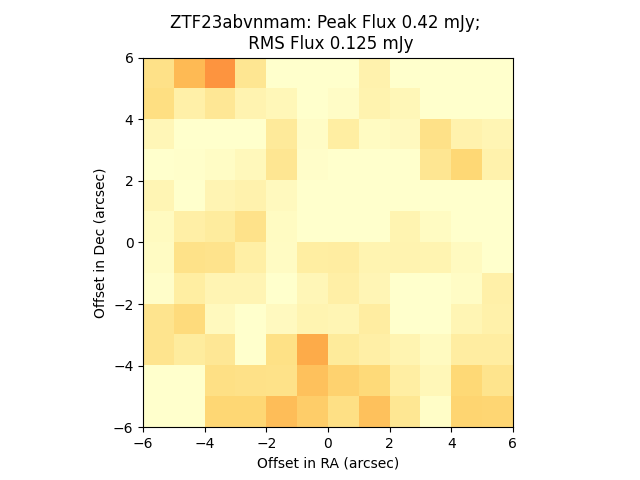 ZTF23abvnmam: Peak Flux 0.42 mJy;
RMS Flux 0.125 mJy
6
4
2
0
−2
−4
−6
Offset in Dec (arcsec)
−6 −4 −2 0 2 4 6
Offset in RA (arcsec)